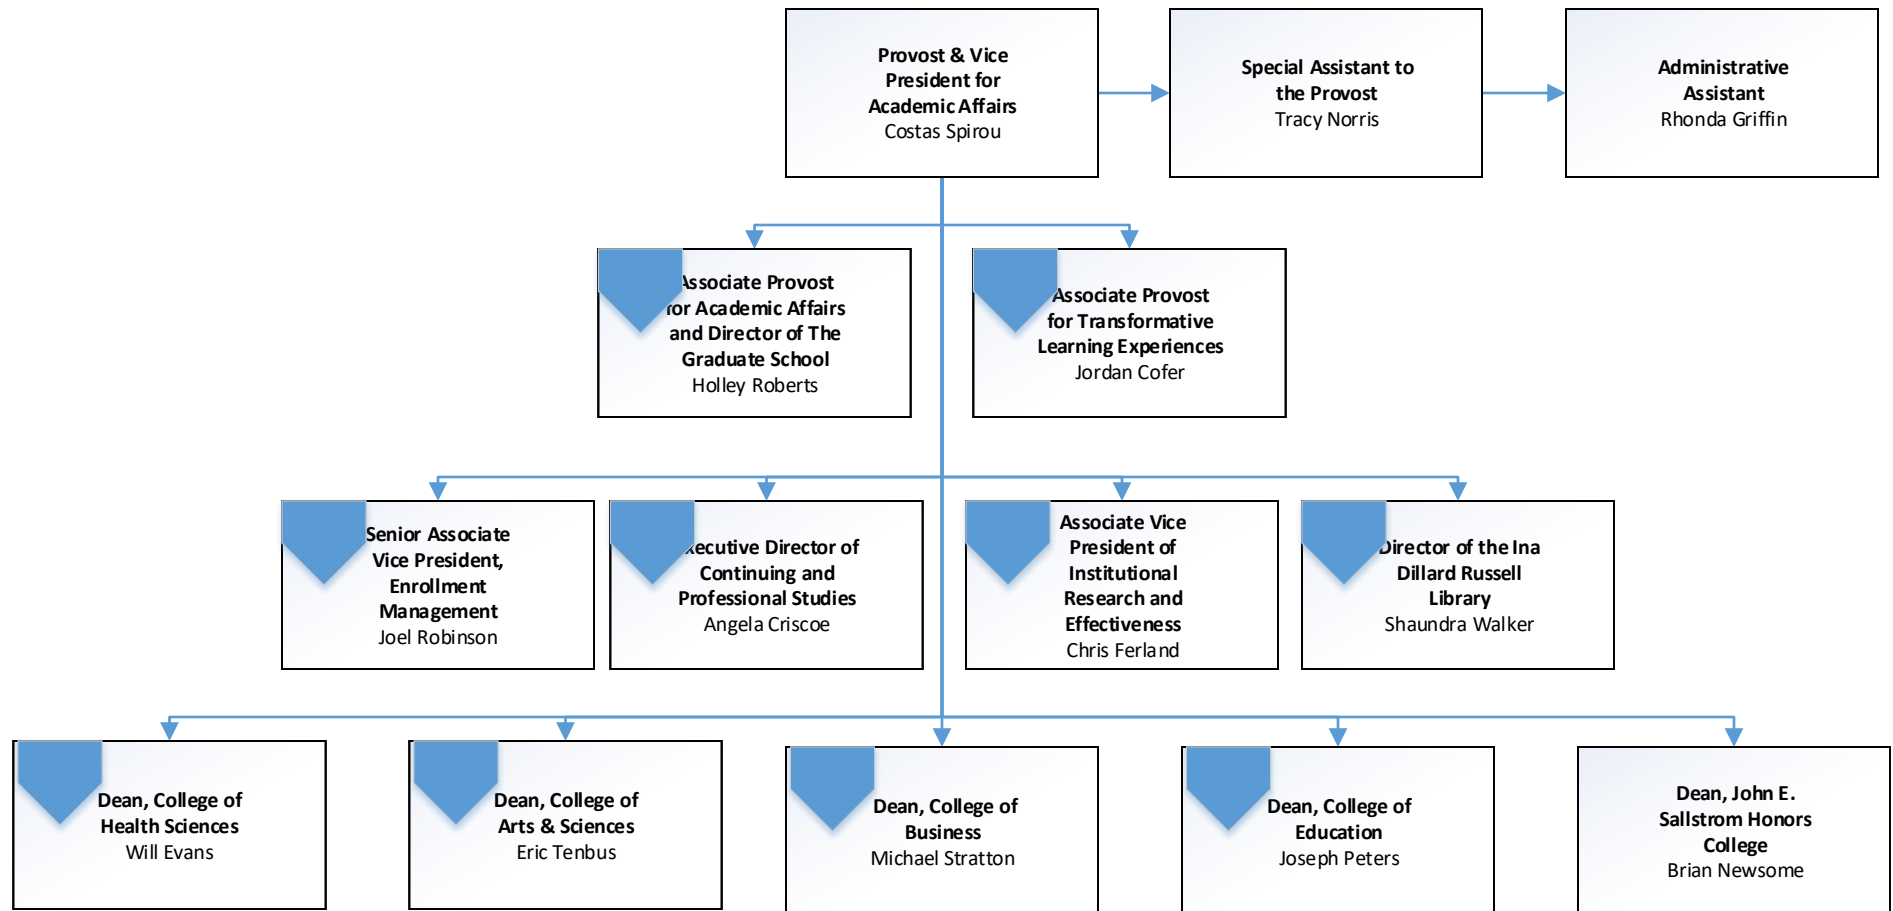 Provost & Vice
President for
Academic Affairs
Costas Spirou
Special Assistant to
the Provost
Tracy Norris
Administrative
Assistant
Rhonda Griffin
Associate Provost
for Academic Affairs
and Director of The
Graduate School
Holley Roberts
Associate Provost
for Transformative
Learning Experiences
Jordan Cofer
Senior Associate
Vice President,
Enrollment
Management
Joel Robinson
Executive Director of
Continuing and
Professional Studies
Angela Criscoe
Associate Vice
President of
Institutional
Research and
Effectiveness
Chris Ferland
Director of the Ina
Dillard Russell
Library
Shaundra Walker
Dean, College of
Health Sciences
Will Evans
Dean, College of
Arts & Sciences
Eric Tenbus
Dean, College of
Business
Michael Stratton
Dean, College of
Education
Joseph Peters
Dean, John E.
Sallstrom Honors
College
Brian Newsome